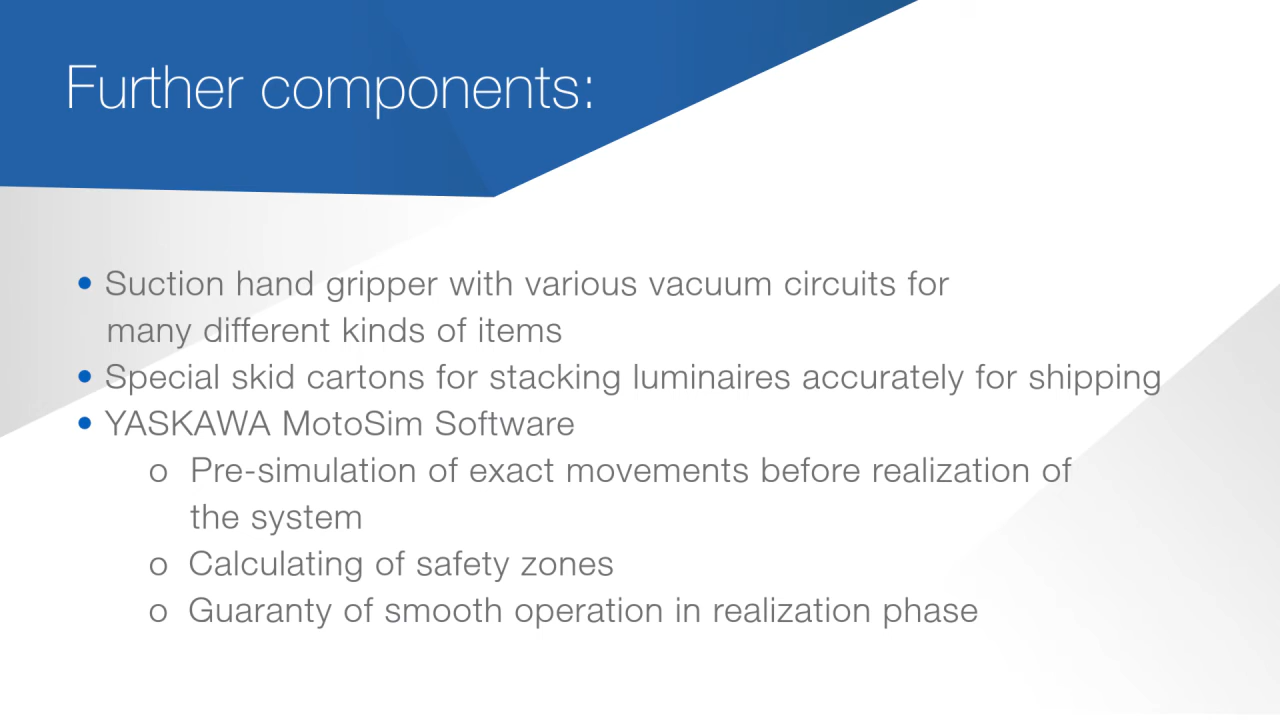 Further components:
• Suction hand gripper with various vacuum circuits for
many different kinds of items
• Special skid cartons for stacking luminaires accurately for shipping
• YASKAWA MotoSim Software
o Pre-simulation of exact movements before realization of
the system
o Calculating of safety zones
o Guaranty of smooth operation in realization phase